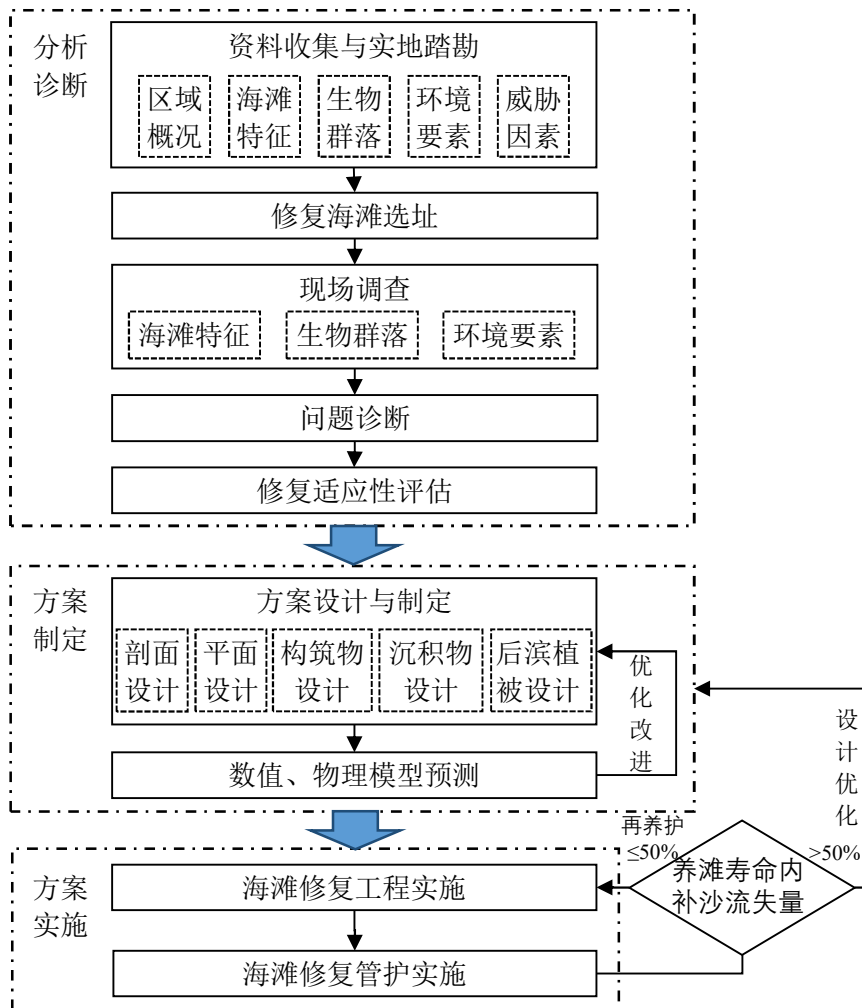 分析
诊断
资料收集与实地踏勘
区域
概况
海滩
特征
生物
群落
环境
要素
威胁
因素
修复海滩选址
现场调查
海滩特征
生物群落
环境要素
问题诊断
修复适应性评估
方案
制定
方案设计与制定
剖面
设计
平面
设计
构筑物
设计
沉积物
设计
后滨植
被设计
优化改进
数值、物理模型预测
设计优化
方案
实施
海滩修复工程实施
再养护
≤50%
养滩寿命内
补沙流失量
>50%
海滩修复管护实施